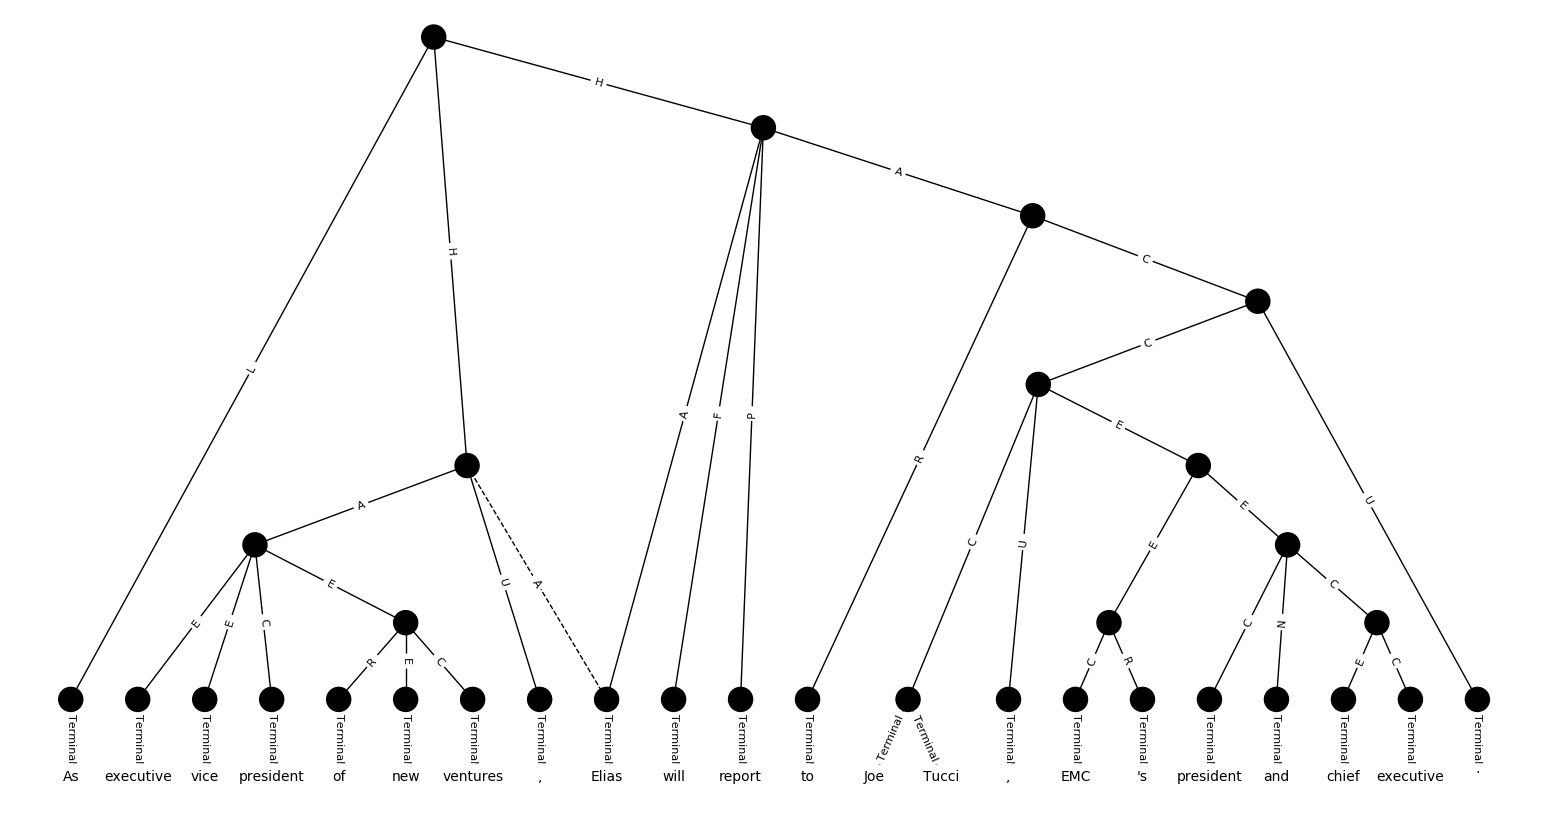 H
A
C
C
H
E
L
A
E
R
U
A
F
P
C
U
E
E
U
A
E
E
E
C
C
N
C
R
E
C
C
R
E
C
Terminal Terminal Terminal Terminal Terminal Terminal Terminal Terminal Terminal Terminal Terminal Terminal Terminal Terminal Terminal Terminal Terminal Terminal Terminal Terminal Terminal Terminal
As executive vice president of new ventures , Elias will report to Joe Tucci , EMC 's president and chief executive .